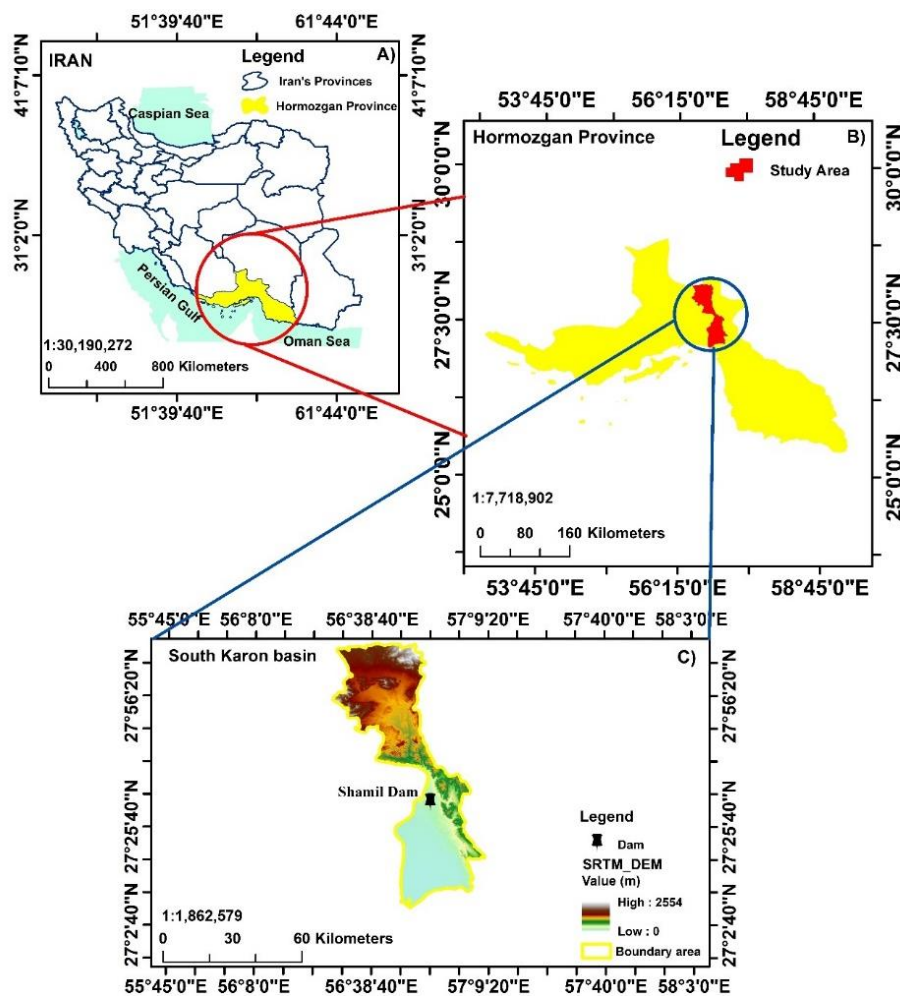 51°39'40"E 61°44'0"E
IRAN
Legend
A)
Iran's Provinces
Hormozgan Province
Caspian Sea
Persian Gulf
Oman Sea
1:30,190,272
0 400 800 Kilometers
41°7'10"N
31°2'0"N
41°7'10"N
31°2'0"N
51°39'40"E 61°44'0"E
53°45'0"E 56°15'0"E 58°45'0"E
Hormozgan Province
Legend
B)
Study Area
30°0'0"N
27°30'0"N
25°0'0"N
30°0'0"N
27°30'0"N
25°0'0"N
1:7,718,902
0 80 160 Kilometers
53°45'0"E 56°15'0"E 58°45'0"E
55°45'0"E 56°8'0"E 56°38'40"E 57°9'20"E 57°40'0"E 58°3'0"E
South Karon basin
C)
Shamil Dam
Legend
Dam
SRTM_DEM
Value (m)
High : 2554
Low : 0
Boundary area
27°56'20"N
27°25'40"N
27°2'40"N
27°56'20"N
27°25'40"N
27°2'40"N
1:1,862,579
0 30 60 Kilometers
55°45'0"E 56°8'0"E 56°38'40"E 57°9'20"E 57°40'0"E 58°3'0"E